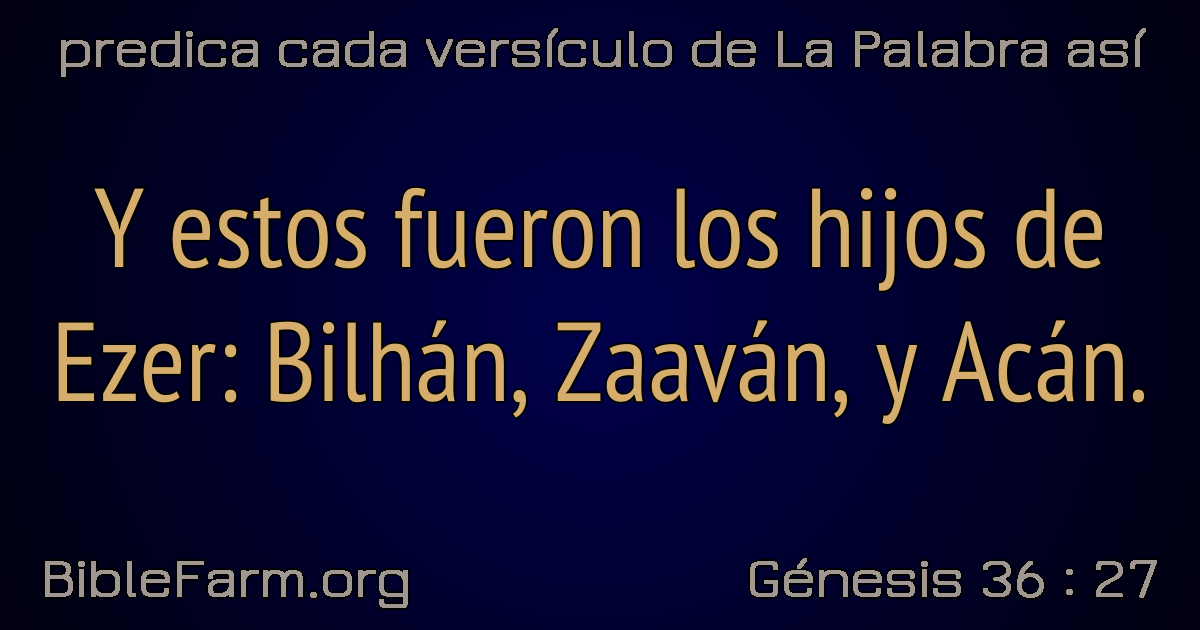 predica cada versículo de La Palabra así
Y estos fueron los hijos de
Ezer: Bilhán, Zaaván, y Acán.
BibleFarm.org
Génesis 36 : 27